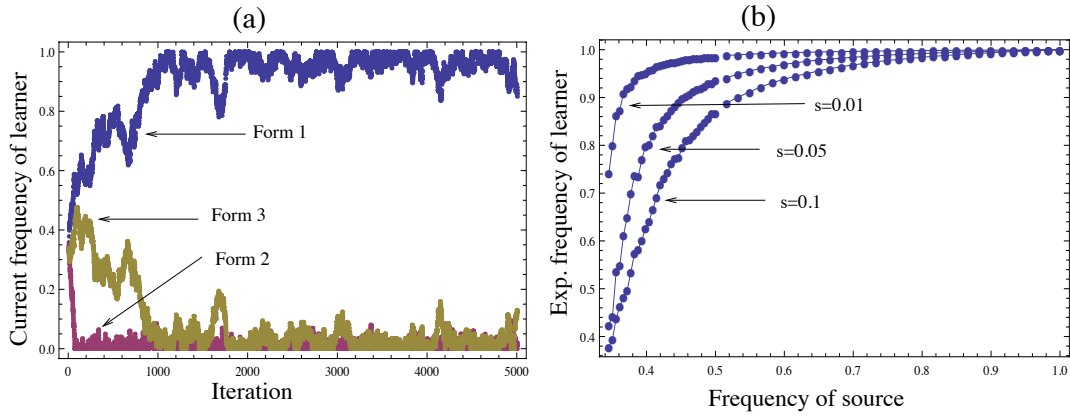 (a)
Current frequency of learner
1.0
0.8
0.6
0.4
0.2
0.0
Form 1
Form 3
Form 2
0
1000
2000
3000
4000
5000
Iteration
(b)
Exp. frequency of learner
1.0
0.9
0.8
0.7
0.6
0.5
0.4
s=0.01
s=0.05
s=0.1
0.4
0.5
0.6
0.7
0.8
0.9
1.0
Frequency of source